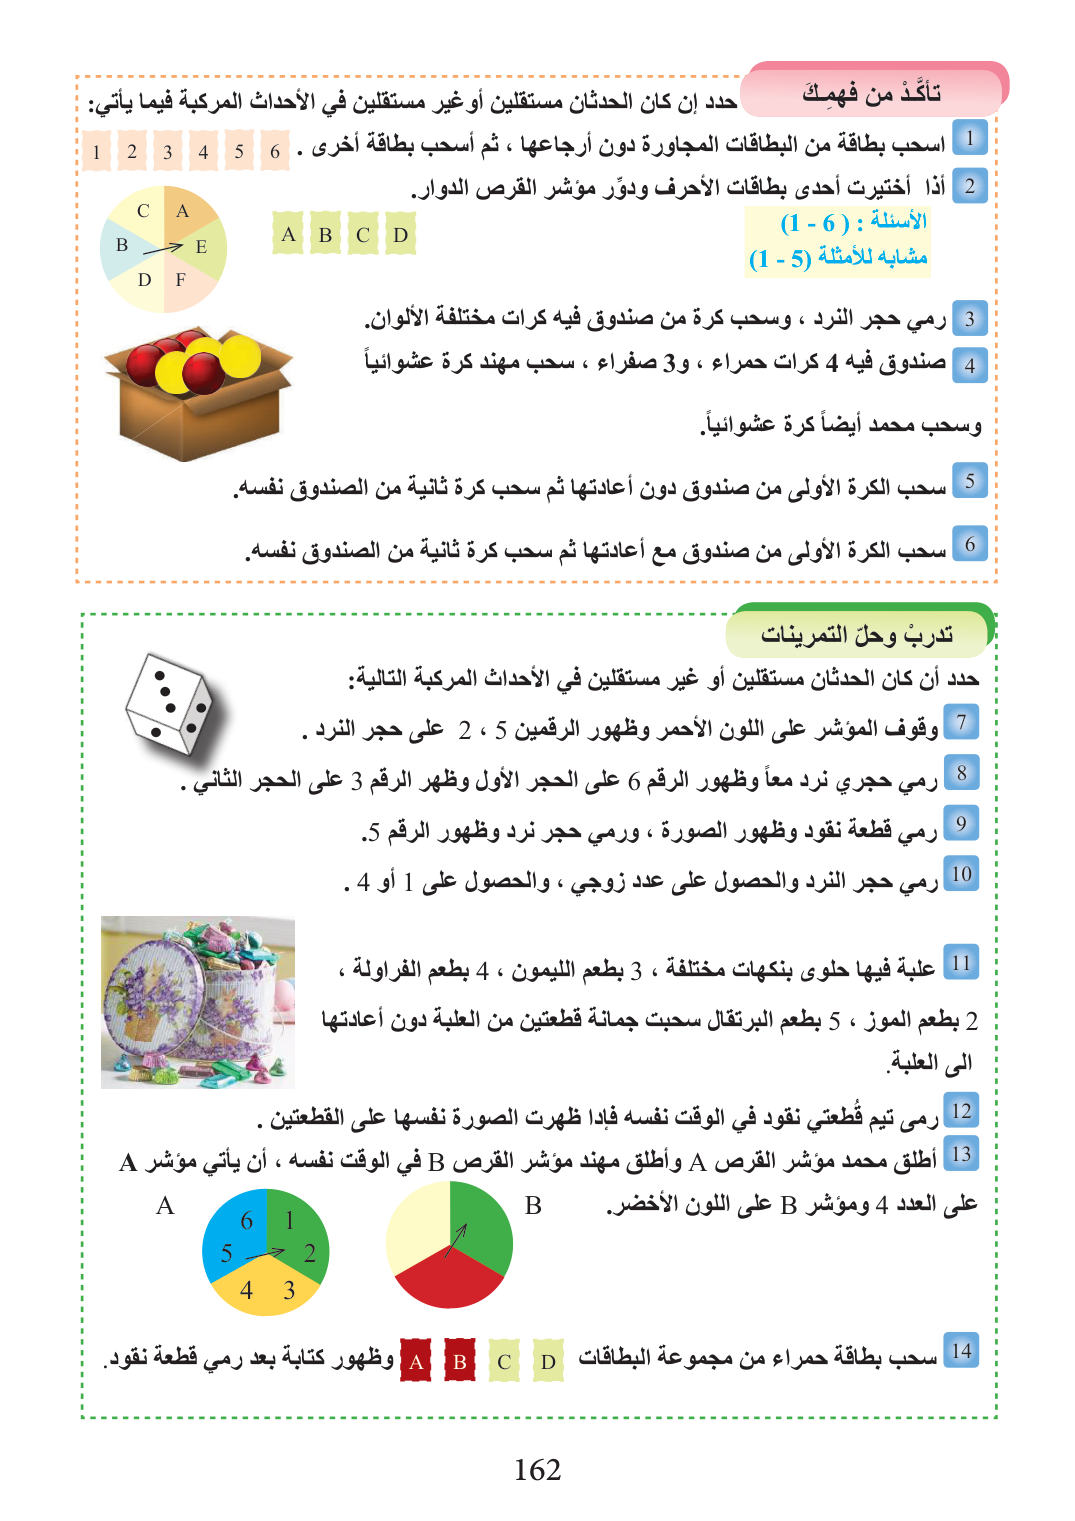 تأكَّدْ من فهمِـكَ
حدد إن كان الحدثان مستقلين أوغير مستقلين في الأحداث المركبة فيما يأتي:
1 اسحب بطاقة من البطاقات المجاورة دون أرجاعها ، ثم أسحب بطاقة أخرى .
1 2 3 4 5 6
2 أذا أختيرت أحدى بطاقات الأحرف ودوِّر مؤشر القرص الدوار.
A B C D
C A
B E
D F
الأسئلة : ( 6 - 1)
مشابه للأمثلة (5 - 1)
3 رمي حجر النرد ، وسحب كرة من صندوق فيه كرات مختلفة الألوان.
4 صندوق فيه 4 كرات حمراء ، و3 صفراء ، سحب مهند كرة عشوائياً
وسحب محمد أيضاً كرة عشوائياً.
5 سحب الكرة الأولى من صندوق دون أعادتها ثم سحب كرة ثانية من الصندوق نفسه.
6 سحب الكرة الأولى من صندوق مع أعادتها ثم سحب كرة ثانية من الصندوق نفسه.
تدربْ وحلّ التمرينات
حدد أن كان الحدثان مستقلين أو غير مستقلين في الأحداث المركبة التالية:
7 وقوف المؤشر على اللون الأحمر وظهور الرقمين 5 ، 2 على حجر النرد .
8 رمي حجري نرد معاً وظهور الرقم 6 على الحجر الأول وظهر الرقم 3 على الحجر الثاني .
9 رمي قطعة نقود وظهور الصورة ، ورمي حجر نرد وظهور الرقم 5.
10 رمي حجر النرد والحصول على عدد زوجي ، والحصول على 1 أو 4 .
11 علبة فيها حلوى بنكهات مختلفة ، 3 بطعم الليمون ، 4 بطعم الفراولة ،
2 بطعم الموز ، 5 بطعم البرتقال سحبت جمانة قطعتين من العلبة دون أعادتها
الى العلبة.
12 رمى تيم قُطعتي نقود في الوقت نفسه فإدا ظهرت الصورة نفسها على القطعتين .
13 أطلق محمد مؤشر القرص A وأطلق مهند مؤشر القرص B في الوقت نفسه ، أن يأتي مؤشر A
على العدد 4 ومؤشر B على اللون الأخضر.
B
A
6 1
5 2
4 3
14 سحب بطاقة حمراء من مجموعة البطاقات A B C D وظهور كتابة بعد رمي قطعة نقود.
162